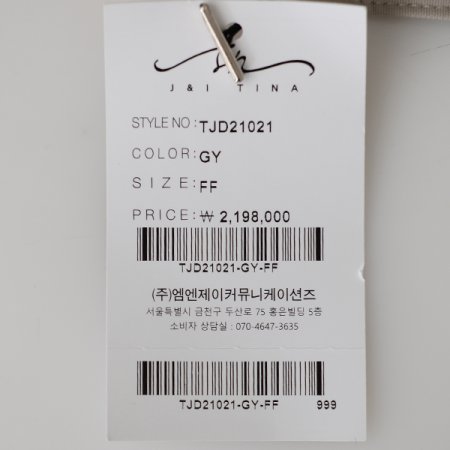 J & I TINA
STYLE NO : TJD21021
COLOR : GY
SIZE : FF
PRICE : ₩ 2,198,000
TJD21021-GY-FF
(주)엠엔제이커뮤니케이션즈
서울특별시 금천구 두산로 75 홍은빌딩 5층
소비자 상담실 : 070-4647-3635
TJD21021-GY-FF 999